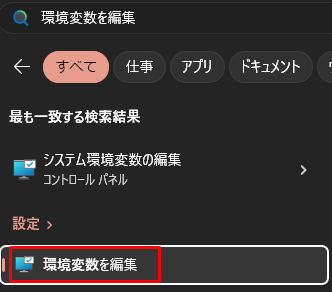 環境変数を編集
すべて 仕事 アプリ ドキュメント
最も一致する検索結果
システム環境変数の編集
コントロール パネル
設定
環境変数を編集